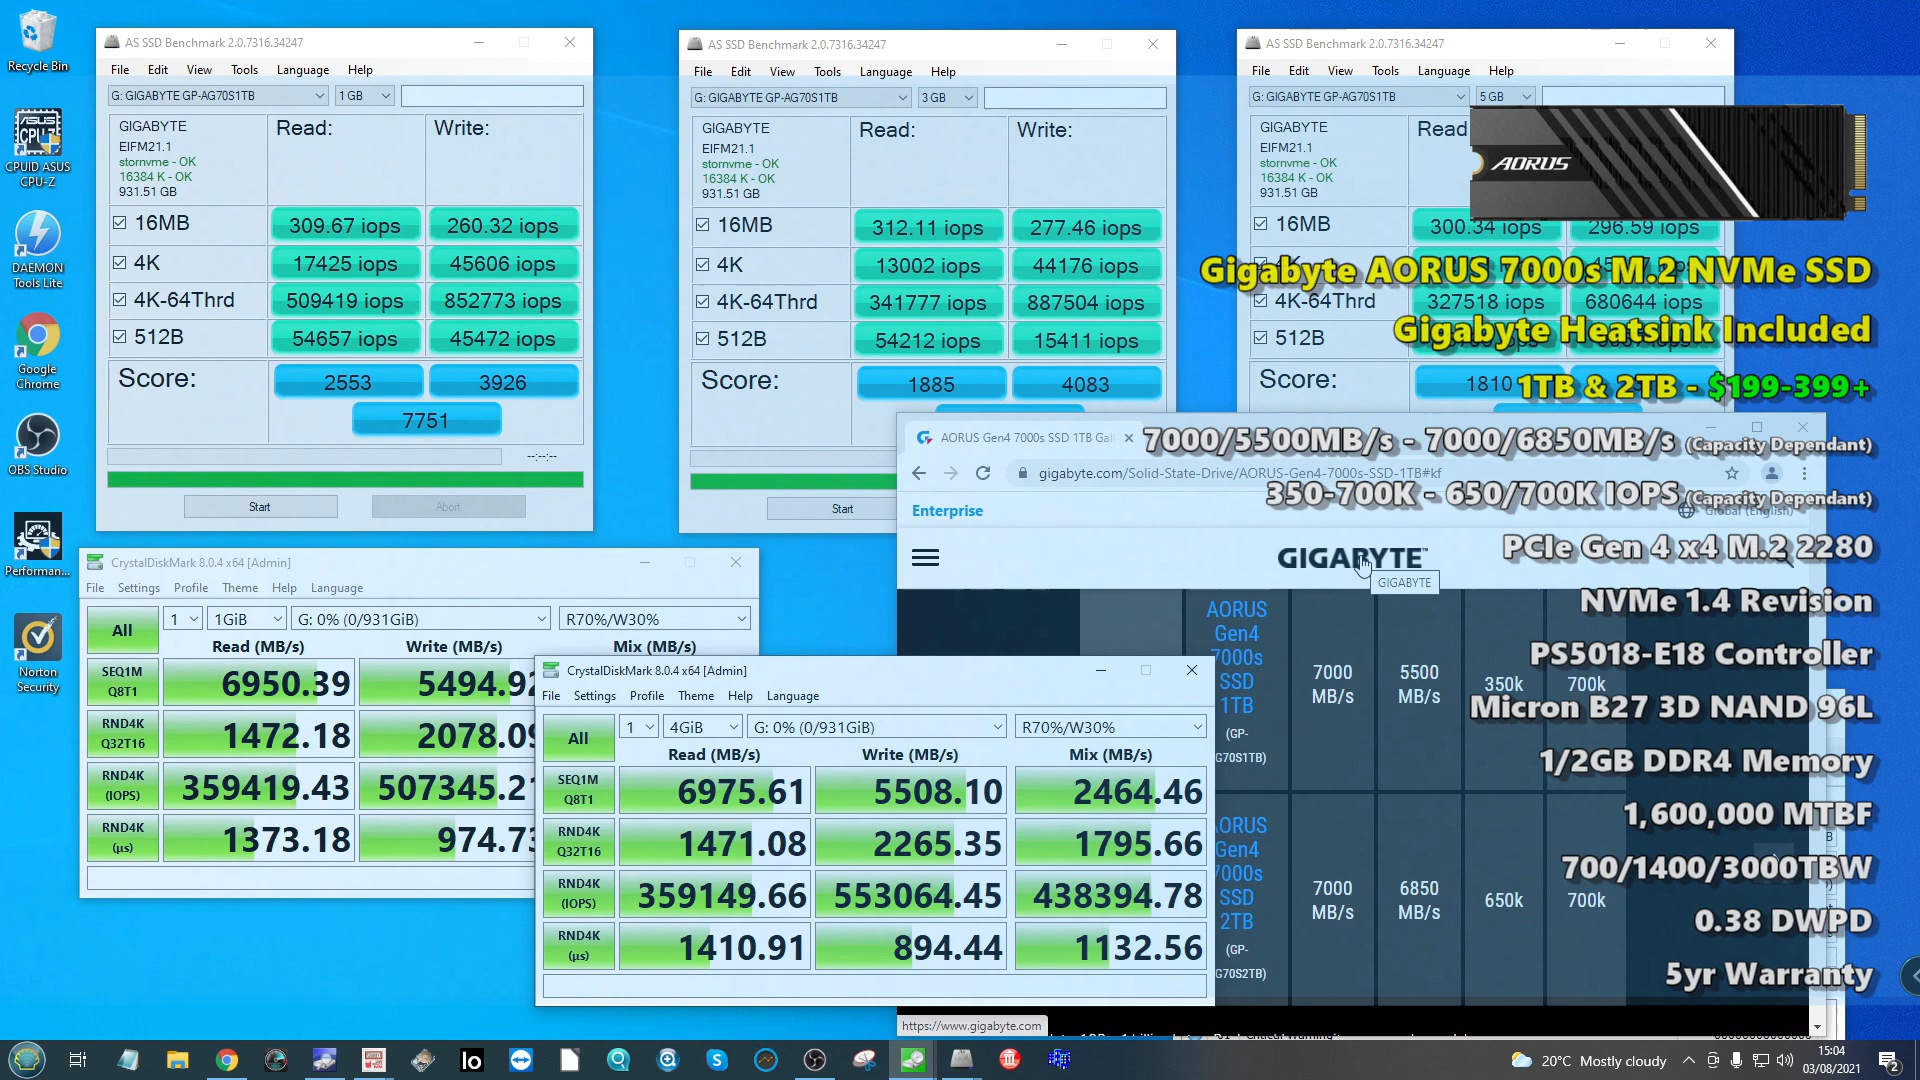 Recycle Bin
CPUID ASUS
CPU-Z
DAEMON
Tools Lite
Google
Chrome
OBS Studio
Performan...
Norton
Security
AS SSD Benchmark 2.0.7316.34247
File Edit View Tools Language Help
G: GIGABYTE GP-AG70S1TB 1 GB
GIGABYTE
EIFM21.1
stornvme - OK
16384 K - OK
931.51 GB
Read: Write:
16MB 309.67 iops 260.32 iops
4K 17425 iops 45606 iops
4K-64Thrd 509419 iops 852773 iops
512B 54657 iops 45472 iops
Score: 2553 3926
7751
--:--:--
Start Abort
AS SSD Benchmark 2.0.7316.34247
File Edit View Tools Language Help
G: GIGABYTE GP-AG70S1TB 3 GB
GIGABYTE
EIFM21.1
stornvme - OK
16384 K - OK
931.51 GB
Read: Write:
16MB 312.11 iops 277.46 iops
4K 13002 iops 44176 iops
4K-64Thrd 341777 iops 887504 iops
512B 54212 iops 15411 iops
Score: 1885 4083
Start
AS SSD Benchmark 2.0.7316.34247
File Edit View Tools Language Help
G: GIGABYTE GP-AG70S1TB 5 GB
GIGABYTE
EIFM21.1
stornvme - OK
16384 K - OK
931.51 GB
Read
16MB 300.34 iops 296.59 iops
4K-64Thrd 327518 iops 680644 iops
512B
Score: 1810
AORUS
Gigabyte AORUS 7000s M.2 NVMe SSD
Gigabyte Heatsink Included
1TB & 2TB - $199-399+
7000/5500MB/s - 7000/6850MB/s (Capacity Dependant)
350-700K - 650/700K IOPS (Capacity Dependant)
PCIe Gen 4 x4 M.2 2280
NVMe 1.4 Revision
PS5018-E18 Controller
Micron B27 3D NAND 96L
1/2GB DDR4 Memory
1,600,000 MTBF
700/1400/3000TBW
0.38 DWPD
5yr Warranty
AORUS Gen4 7000s SSD 1TB Gal
gigabyte.com/Solid-State-Drive/AORUS-Gen4-7000s-SSD-1TB#kf
Enterprise Global (English)
GIGABYTE
GIGABYTE
AORUS
Gen4
7000s
SSD
1TB
(GP-
G70S1TB)
7000
MB/s
5500
MB/s
350k
700k
AORUS
Gen4
7000s
SSD
2TB
(GP-
G70S2TB)
7000
MB/s
6850
MB/s
650k
700k
https://www.gigabyte.com
CrystalDiskMark 8.0.4 x64 [Admin]
File Settings Profile Theme Help Language
All 1 1GiB G: 0% (0/931GiB) R70%/W30%
Read (MB/s) Write (MB/s) Mix (MB/s)
SEQ1M
Q8T1 6950.39 5494.92
RND4K
Q32T16 1472.18 2078.09
RND4K
(IOPS) 359419.43 507345.21
RND4K
(µs) 1373.18 974.73
CrystalDiskMark 8.0.4 x64 [Admin]
File Settings Profile Theme Help Language
All 1 4GiB G: 0% (0/931GiB) R70%/W30%
Read (MB/s) Write (MB/s) Mix (MB/s)
SEQ1M
Q8T1 6975.61 5508.10 2464.46
RND4K
Q32T16 1471.08 2265.35 1795.66
RND4K
(IOPS) 359149.66 553064.45 438394.78
RND4K
(µs) 1410.91 894.44 1132.56
Io
20°C Mostly cloudy
15:04
03/08/2021
2